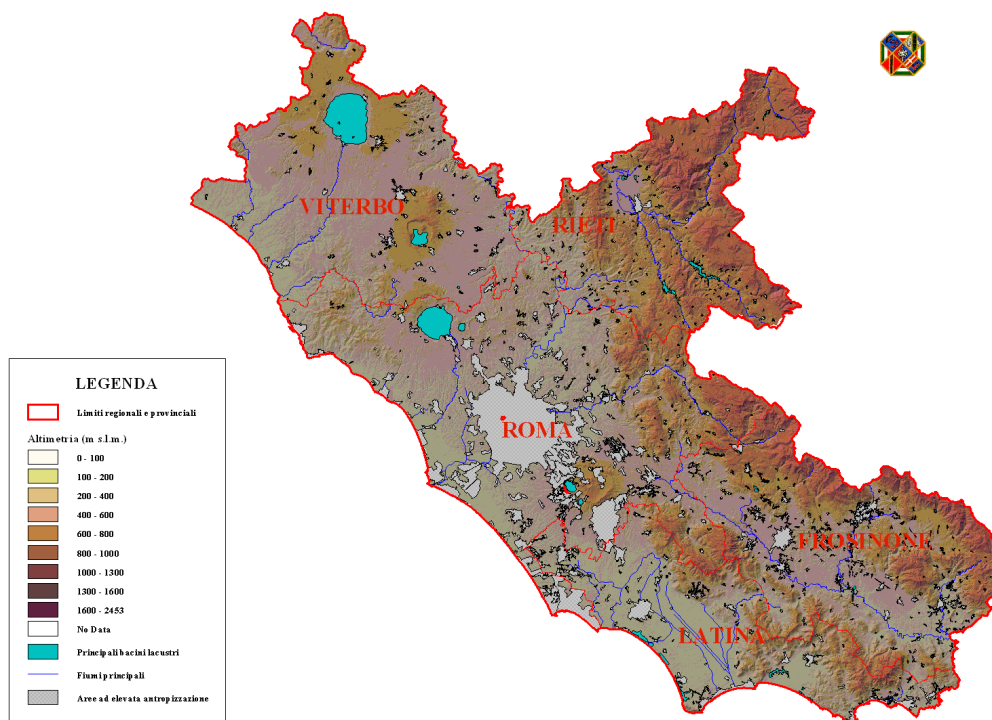 VITERBO
RIETI
ROMA
FROSINONE
LATINA
LEGENDA
Limiti regionali e provinciali
Altimetria (m s.l.m.)
0 - 100
100 - 200
200 - 400
400 - 600
600 - 800
800 - 1000
1000 - 1300
1300 - 1600
1600 - 2453
No Data
Principali bacini lacustri
Fiumi principali
Aree ad elevata antropizzazione